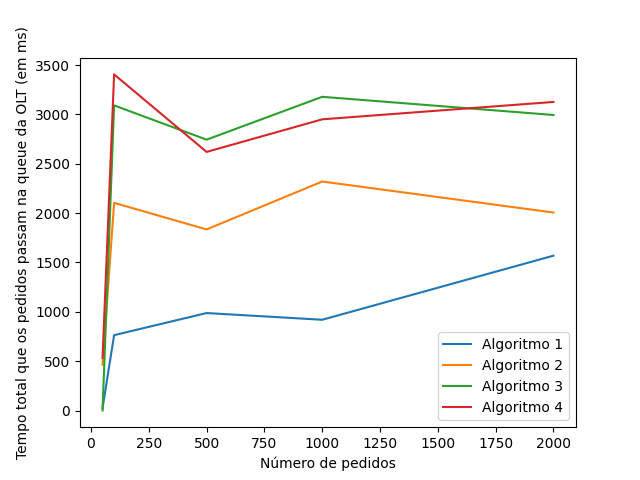 Tempo total que os pedidos passam na queue da OLT (em ms)
3500
3000
2500
2000
1500
1000
500
0
Algoritmo 1
Algoritmo 2
Algoritmo 3
Algoritmo 4
0 250 500 750 1000 1250 1500 1750 2000
Número de pedidos